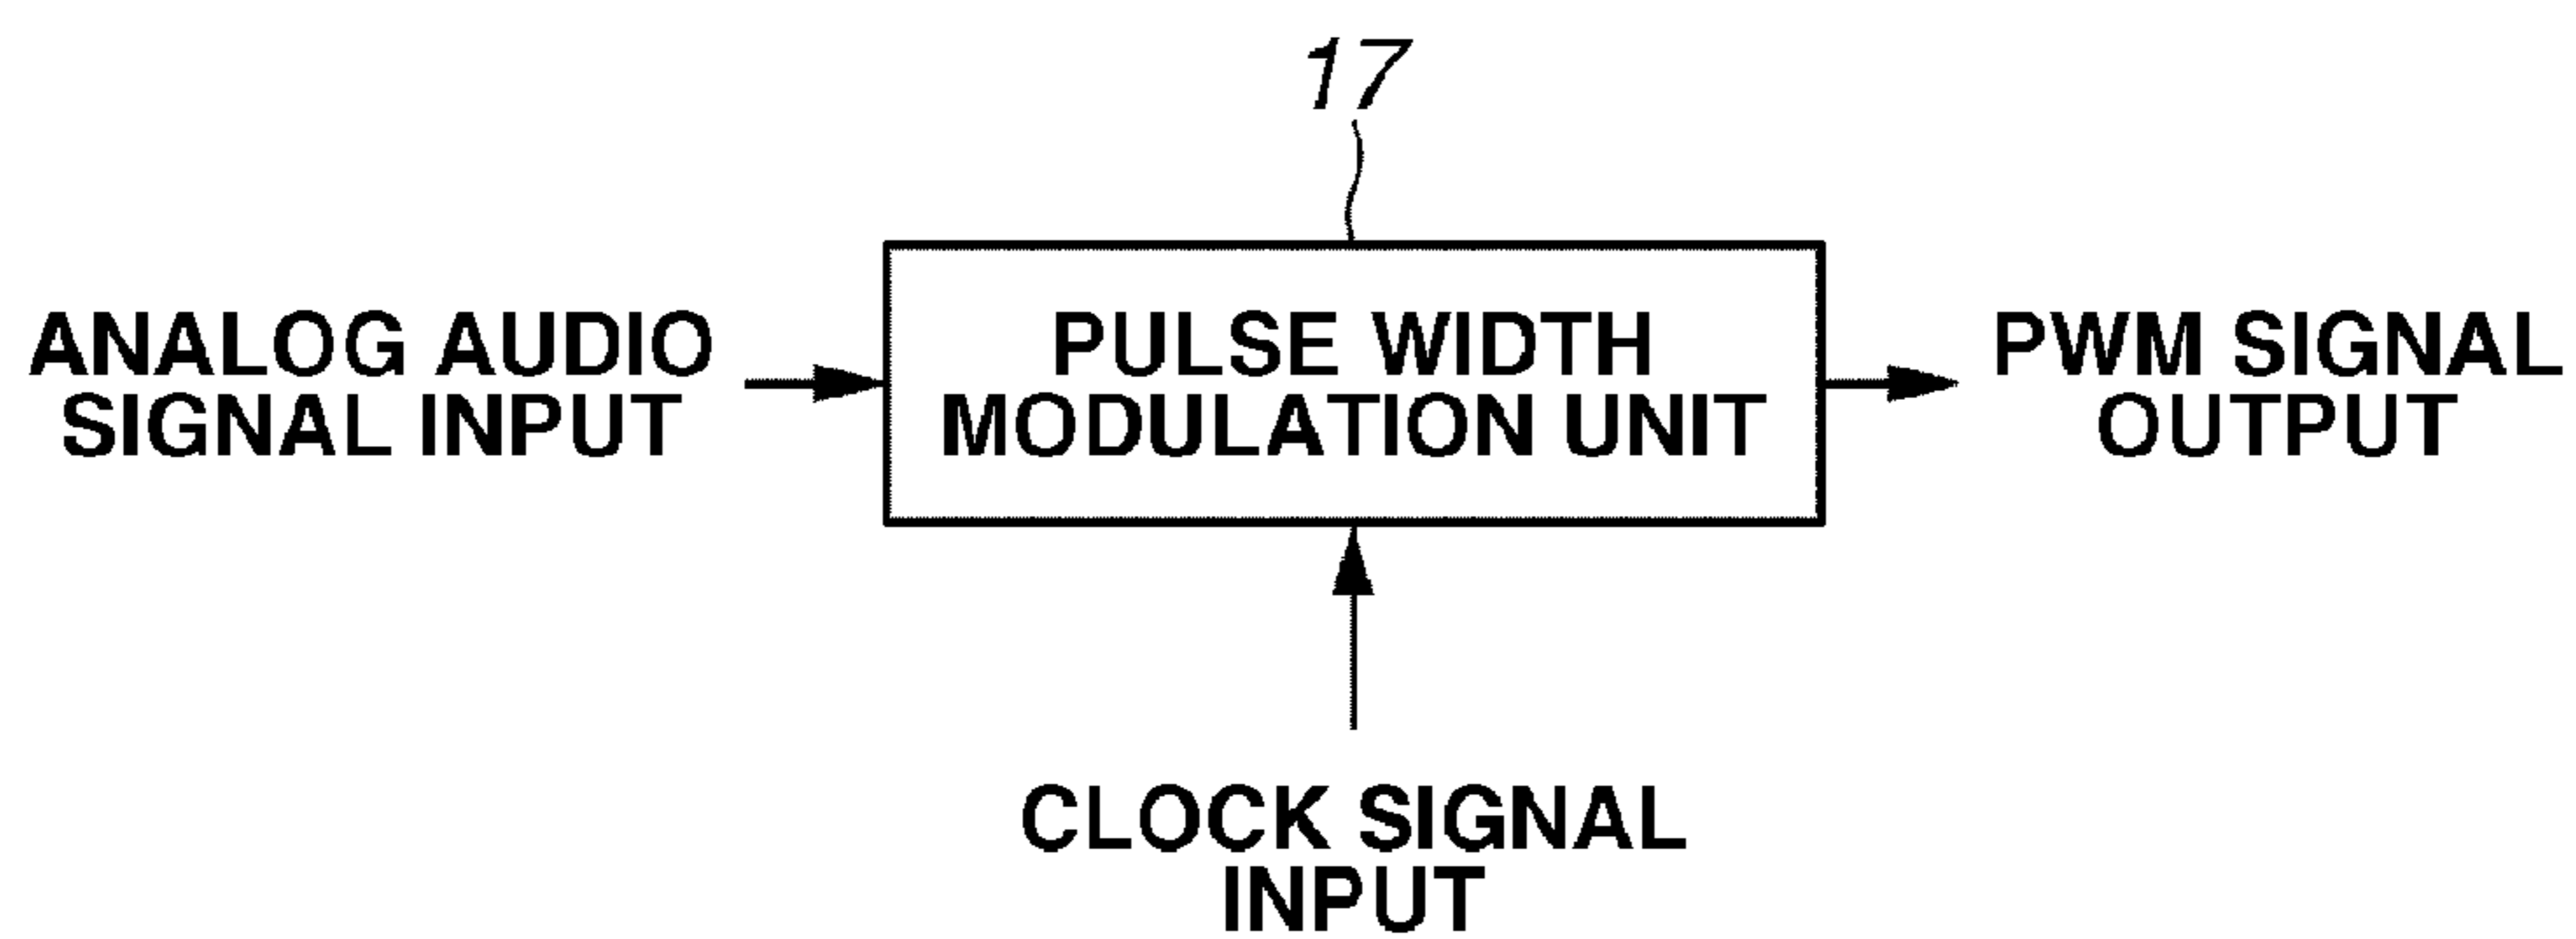 17
ANALOG AUDIO
SIGNAL INPUT
PULSE WIDTH
MODULATION UNIT
PWM SIGNAL
OUTPUT
CLOCK SIGNAL
INPUT